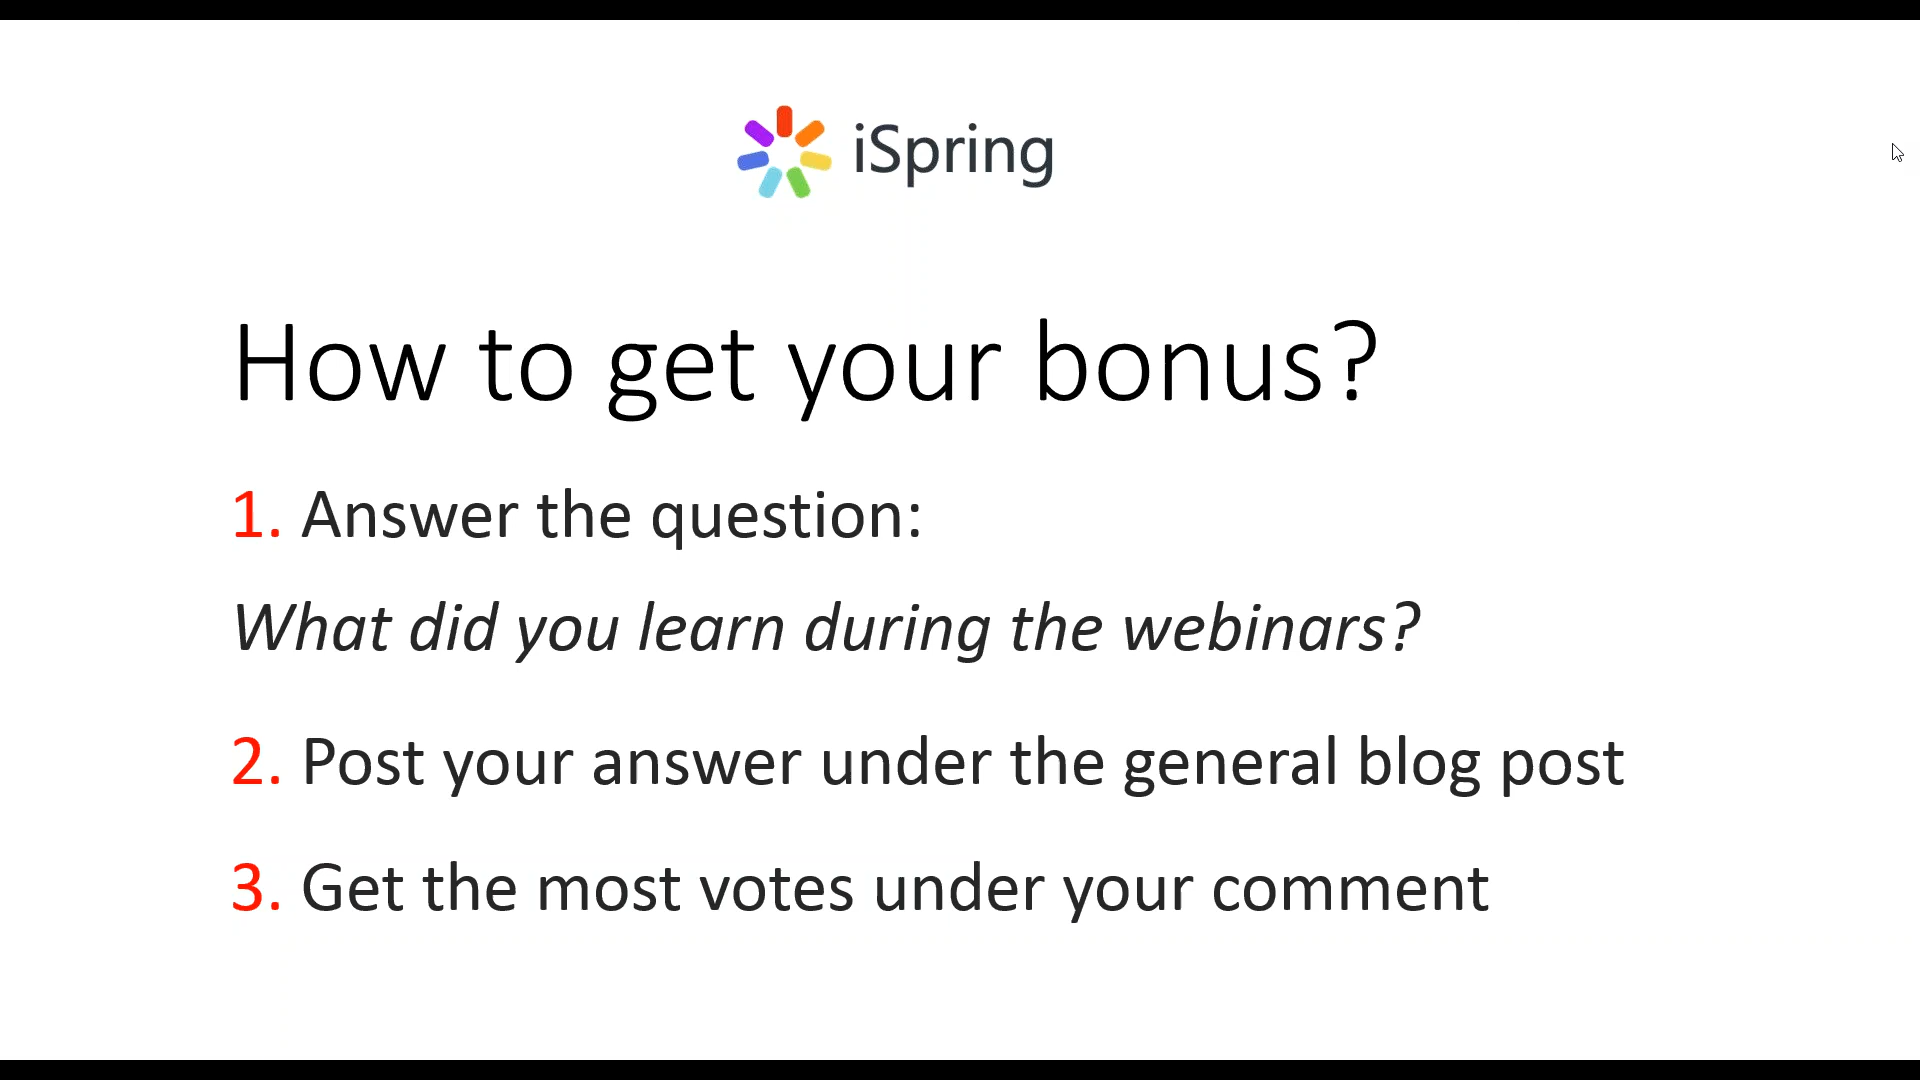 iSpring
How to get your bonus?
1. Answer the question:
What did you learn during the webinars?
2. Post your answer under the general blog post
3. Get the most votes under your comment